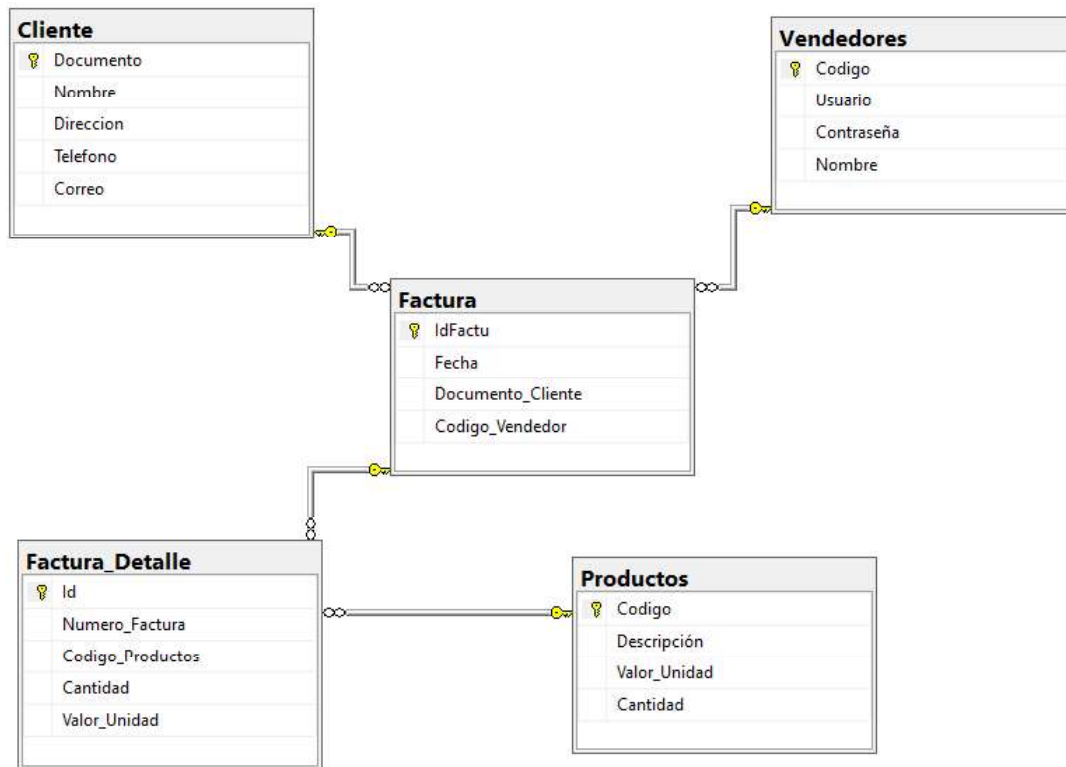 Cliente
Documento
Nombre
Direccion
Telefono
Correo
Vendedores
Codigo
Usuario
Contraseña
Nombre
Factura
IdFactu
Fecha
Documento_Cliente
Codigo_Vendedor
Factura_Detalle
Id
Numero_Factura
Codigo_Productos
Cantidad
Valor_Unidad
Productos
Codigo
Descripción
Valor_Unidad
Cantidad